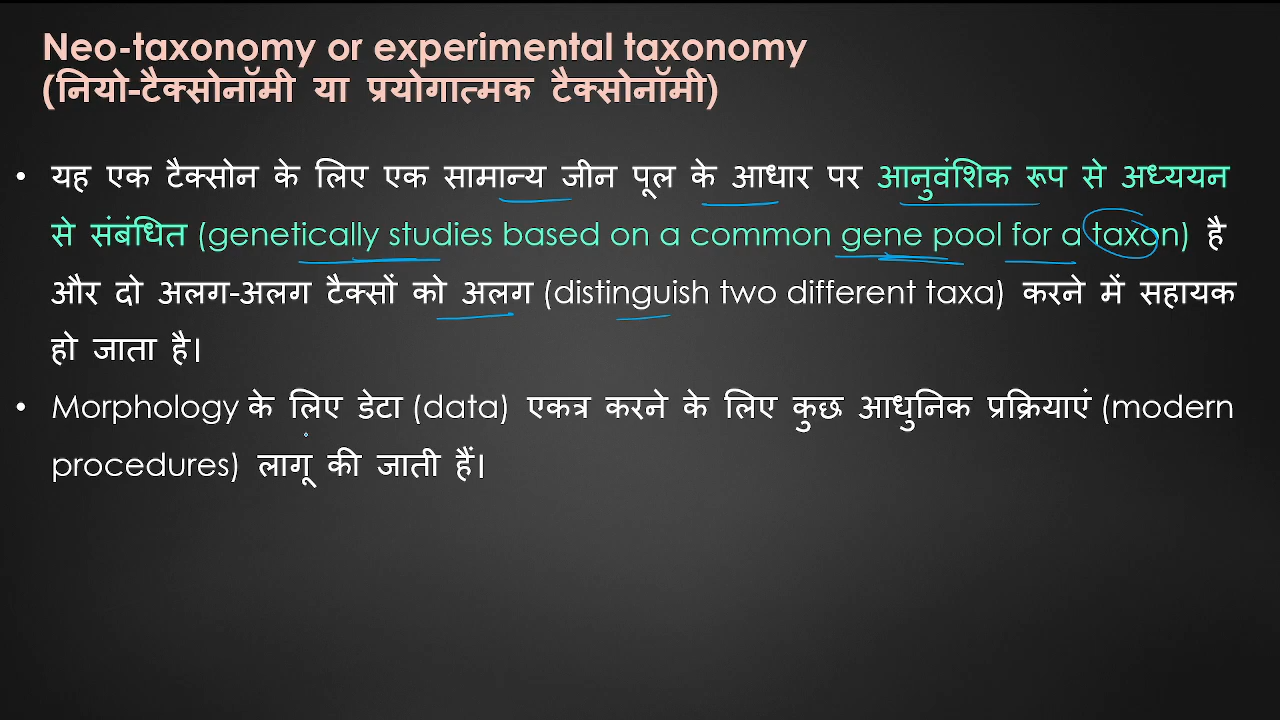 Neo-taxonomy or experimental taxonomy
(नियो-टैक्सोनॉमी या प्रयोगात्मक टैक्सोनॉमी)
• यह एक टैक्सोन के लिए एक सामान्य जीन पूल के आधार पर आनुवंशिक रूप से अध्ययन
से संबंधित (genetically studies based on a common gene pool for a taxon) है
और दो अलग-अलग टैक्सों को अलग (distinguish two different taxa) करने में सहायक
हो जाता है।
• Morphology के लिए डेटा (data) एकत्र करने के लिए कुछ आधुनिक प्रक्रियाएं (modern
procedures) लागू की जाती हैं।